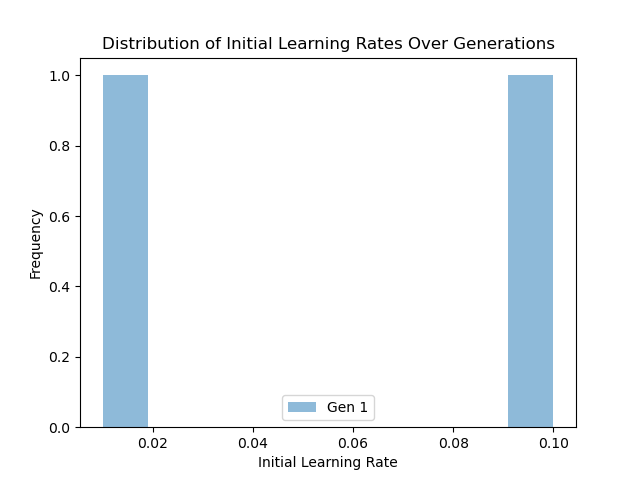 Distribution of Initial Learning Rates Over Generations
1.0
0.8
0.6
0.4
0.2
0.0
Frequency
Gen 1
0.02 0.04 0.06 0.08 0.10
Initial Learning Rate